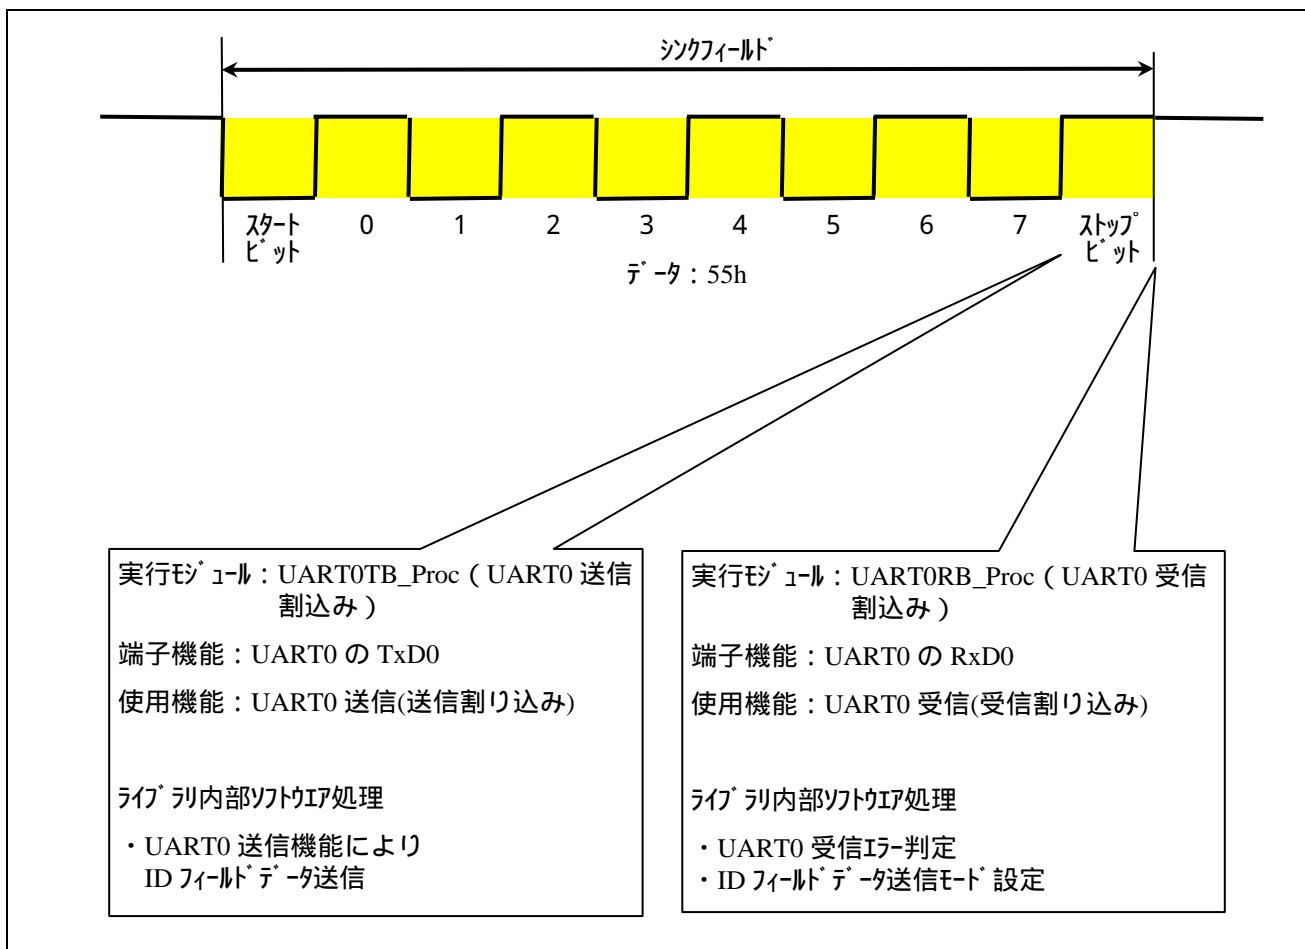 ｼﾝｸﾌｨｰﾙﾄﾞ
ｽﾀｰﾄ
ﾋﾞｯﾄ
0 1 2 3 4 5 6 7
ｽﾄｯﾌﾟ
ﾋﾞｯﾄ
ﾃﾞｰﾀ：55h
実行ﾓｼﾞｭｰﾙ：UART0TB_Proc（UART0 送信
割込み）
端子機能：UART0 の TxD0
使用機能：UART0 送信(送信割り込み)
ﾗｲﾌﾞﾗﾘ内部ｿﾌﾄｳｴｱ処理
・UART0 送信機能により
ID ﾌｨｰﾙﾄﾞﾃﾞｰﾀ送信
実行ﾓｼﾞｭｰﾙ：UART0RB_Proc（UART0 受信
割込み）
端子機能：UART0 の RxD0
使用機能：UART0 受信(受信割り込み)
ﾗｲﾌﾞﾗﾘ内部ｿﾌﾄｳｴｱ処理
・UART0 受信ｴﾗｰ判定
・ID ﾌｨｰﾙﾄﾞﾃﾞｰﾀ送信ﾓｰﾄﾞ設定